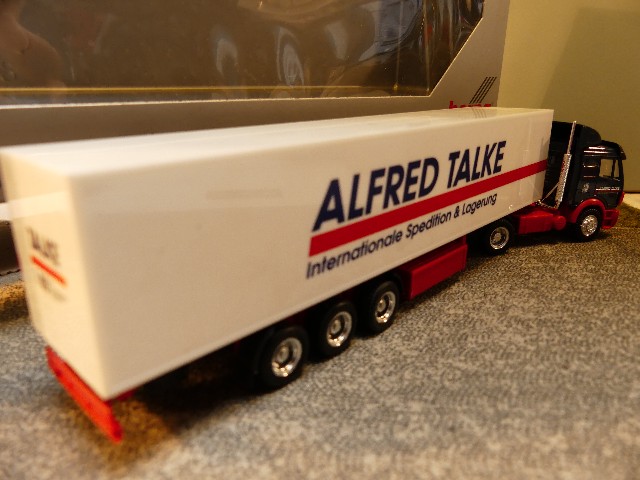 ALFRED TALKE
Internationale Spedition & Lagerung
TALKE